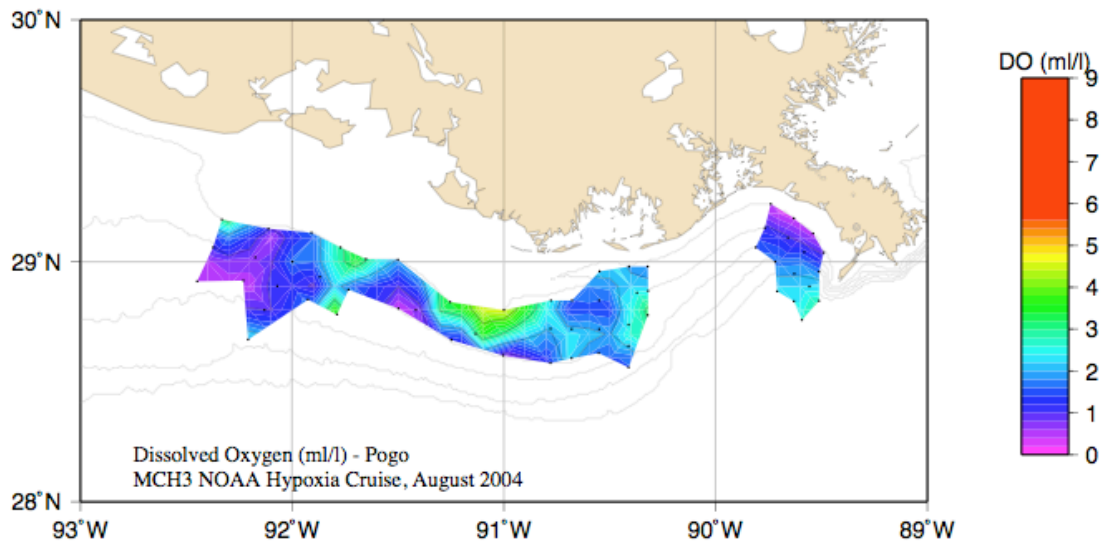 30°N
DO (ml/l)
9
8
7
6
5
4
3
2
1
0
29°N
Dissolved Oxygen (ml/l) - Pogo
MCH3 NOAA Hypoxia Cruise, August 2004
28°N
93°W 92°W 91°W 90°W 89°W